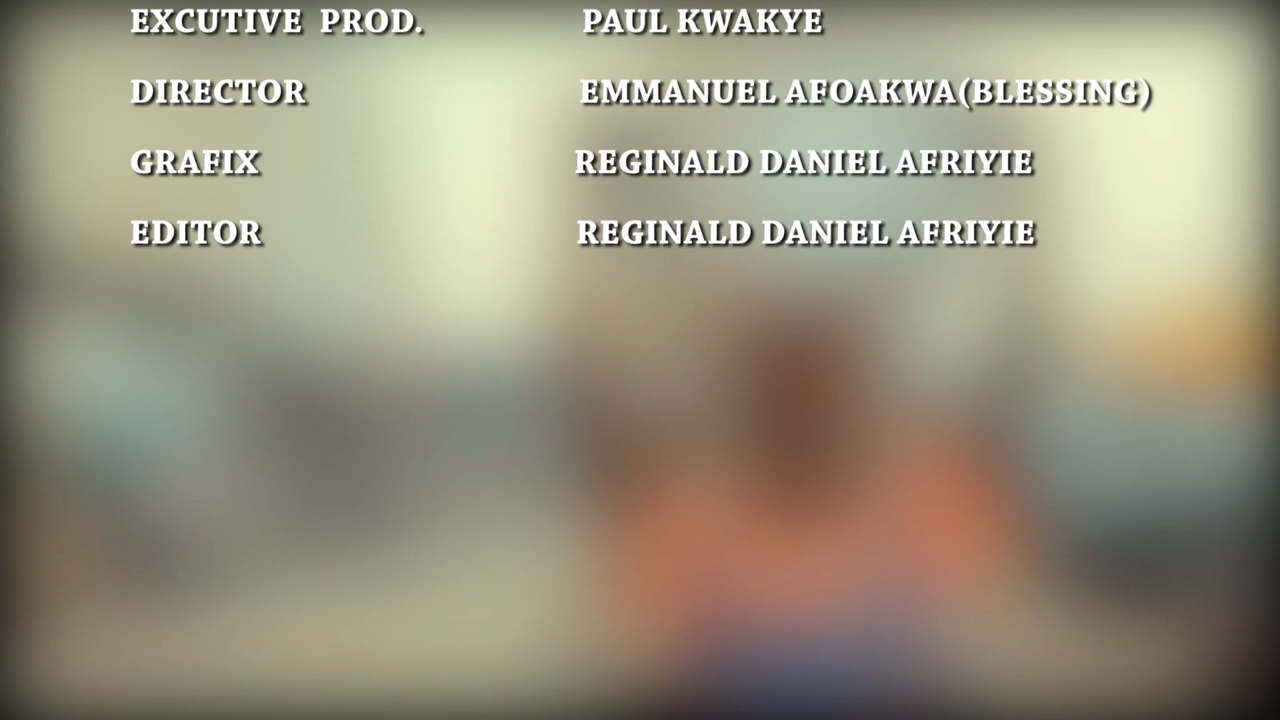 EXCUTIVE PROD. PAUL KWAKYE
DIRECTOR EMMANUEL AFOAKWA(BLESSING)
GRAFIX REGINALD DANIEL AFRIYIE
EDITOR REGINALD DANIEL AFRIYIE